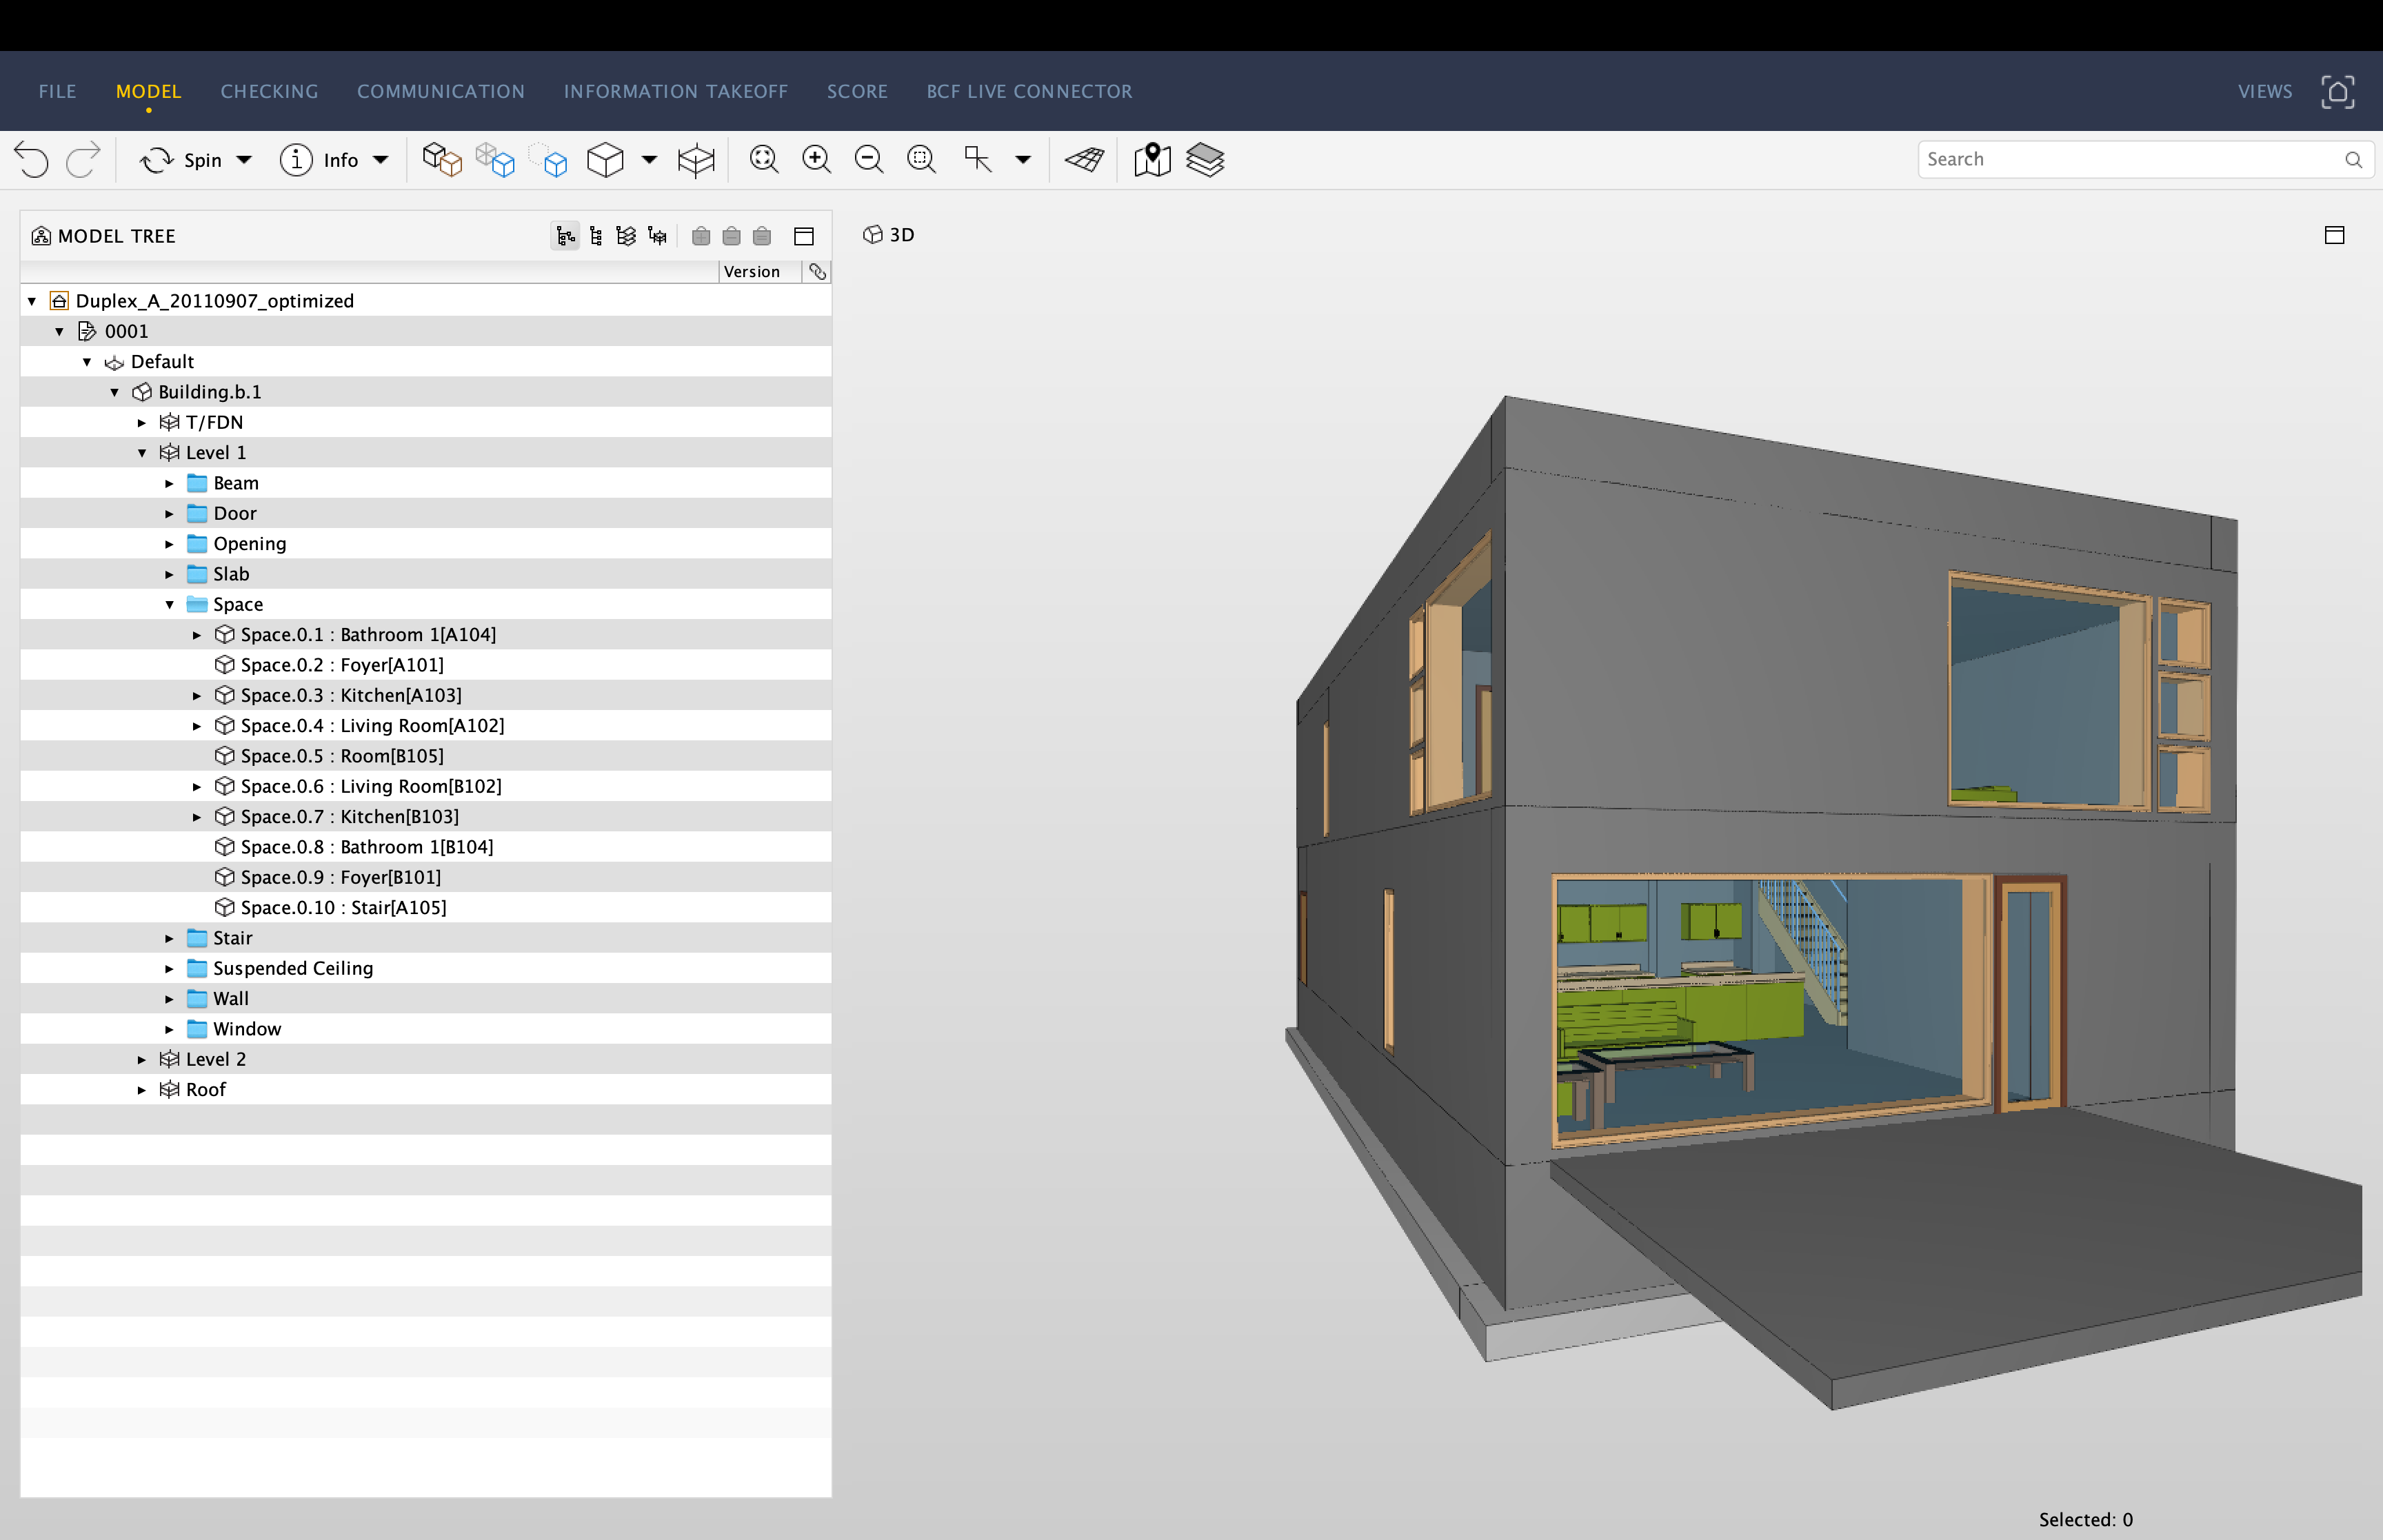 FILE MODEL CHECKING COMMUNICATION INFORMATION TAKEOFF SCORE BCF LIVE CONNECTOR VIEWS
Spin Info Search
MODEL TREE
3D
Version
Duplex_A_20110907_optimized
0001
Default
Building.b.1
T/FDN
Level 1
Beam
Door
Opening
Slab
Space
Space.0.1 : Bathroom 1[A104]
Space.0.2 : Foyer[A101]
Space.0.3 : Kitchen[A103]
Space.0.4 : Living Room[A102]
Space.0.5 : Room[B105]
Space.0.6 : Living Room[B102]
Space.0.7 : Kitchen[B103]
Space.0.8 : Bathroom 1[B104]
Space.0.9 : Foyer[B101]
Space.0.10 : Stair[A105]
Stair
Suspended Ceiling
Wall
Window
Level 2
Roof
Selected: 0